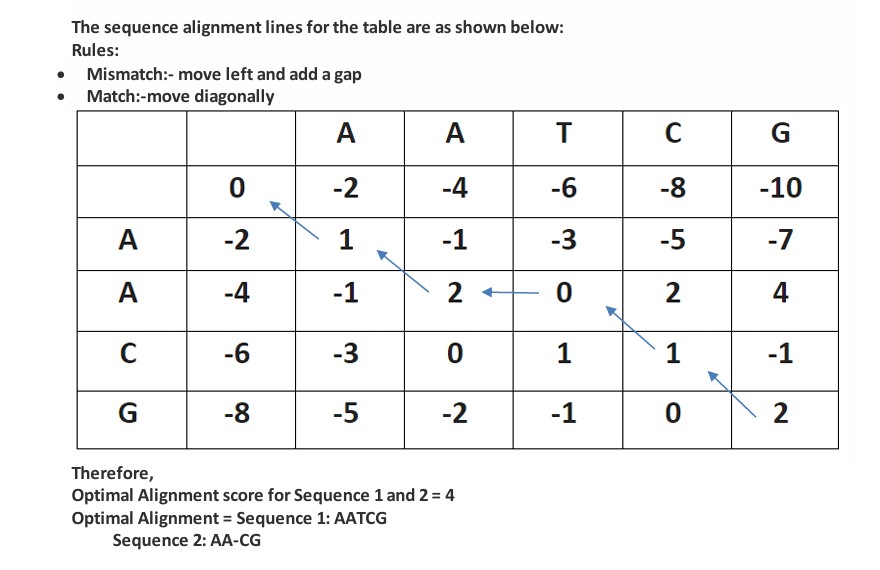 The sequence alignment lines for the table are as shown below:
Rules:
• Mismatch:- move left and add a gap
• Match:-move diagonally
A A T C G
0 -2 -4 -6 -8 -10
A -2 1 -1 -3 -5 -7
A -4 -1 2 0 2 4
C -6 -3 0 1 1 -1
G -8 -5 -2 -1 0 2
Therefore,
Optimal Alignment score for Sequence 1 and 2 = 4
Optimal Alignment = Sequence 1: AATCG
Sequence 2: AA-CG